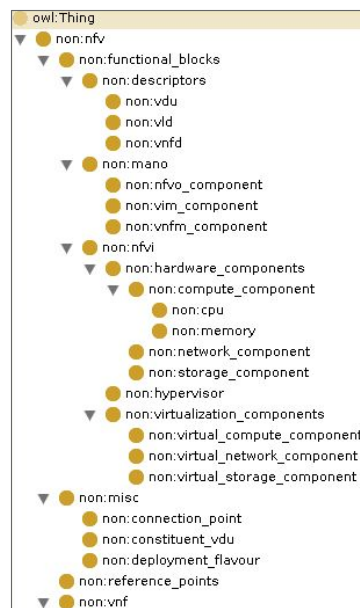 owl:Thing
non:nfv
non:functional_blocks
non:descriptors
non:vdu
non:vld
non:vnfd
non:mano
non:nfvo_component
non:vim_component
non:vnfm_component
non:nfvi
non:hardware_components
non:compute_component
non:cpu
non:memory
non:network_component
non:storage_component
non:hypervisor
non:virtualization_components
non:virtual_compute_component
non:virtual_network_component
non:virtual_storage_component
non:misc
non:connection_point
non:constituent_vdu
non:deployment_flavour
non:reference_points
non:vnf